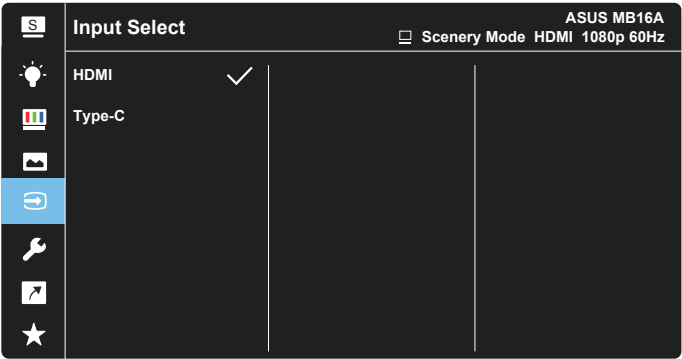 S
Input Select
ASUS MB16A
Scenery Mode HDMI 1080p 60Hz
HDMI
Type-C